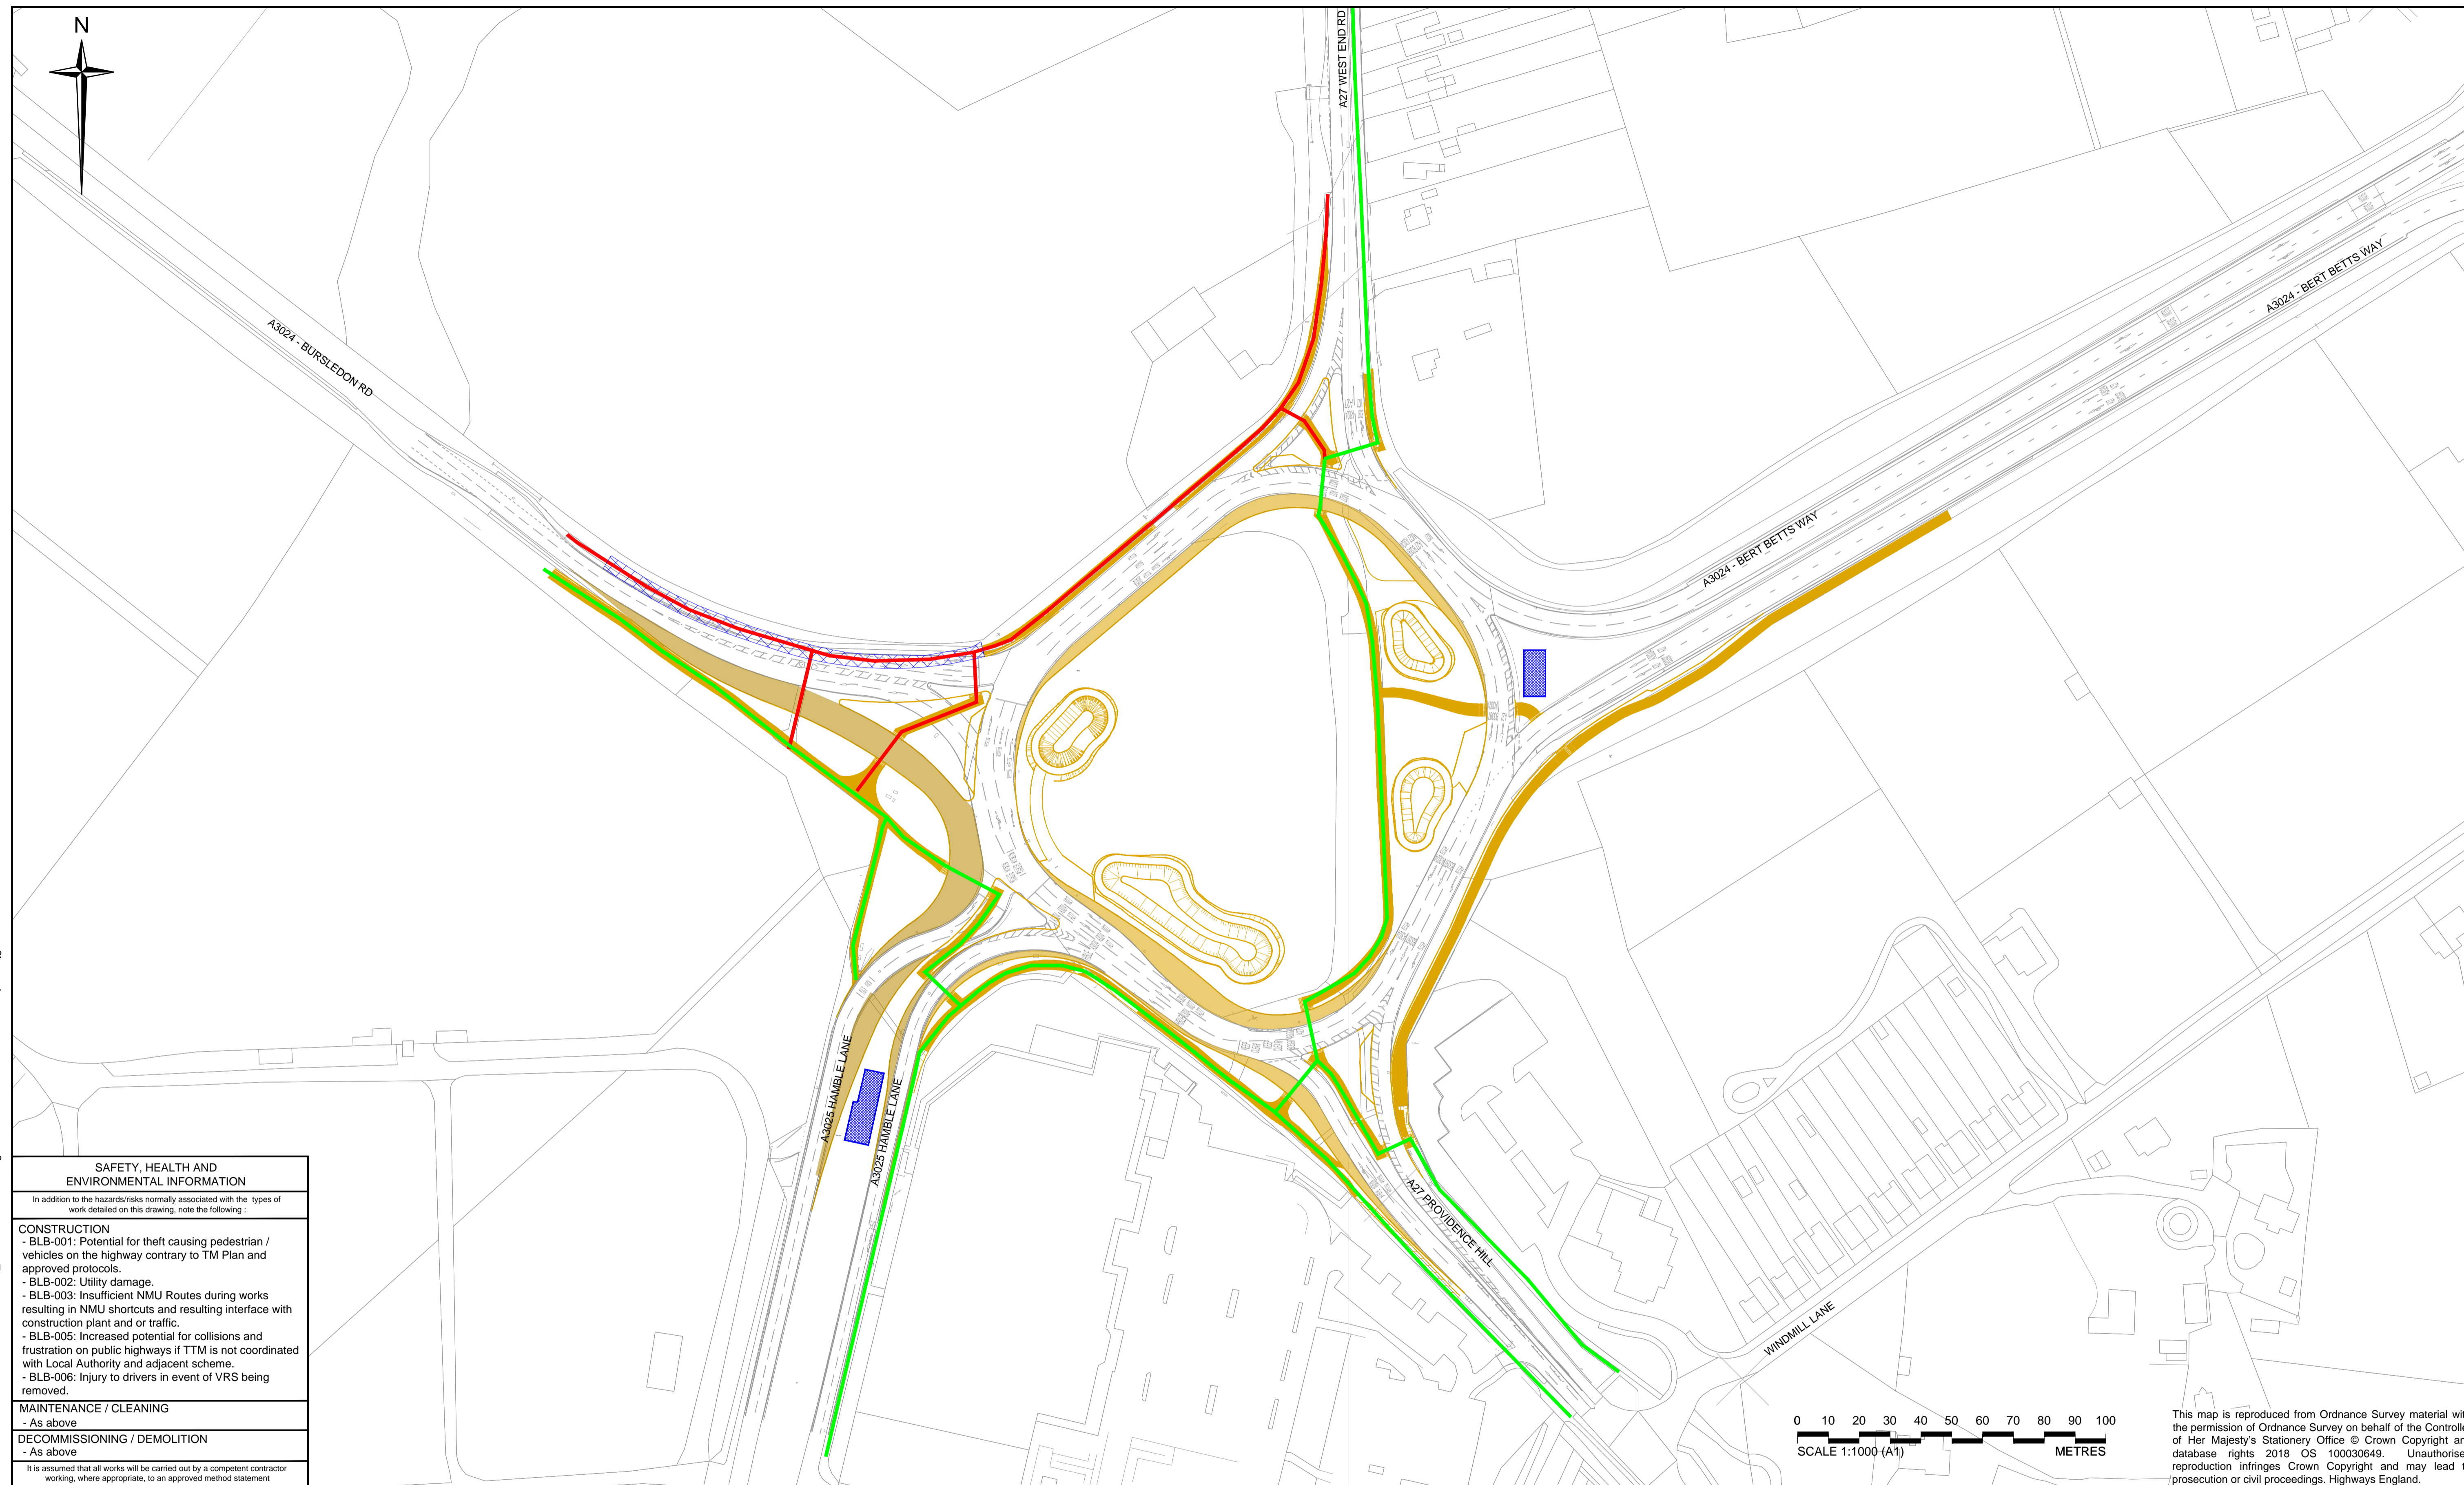 N
A27 WEST END RD
A3024 - BURSLEDON RD
A3024 - BERT BETTS WAY
A3024 - BERT BETTS WAY
A3025 HAMBLE LANE
A3025 HAMBLE LANE
A27 PROVIDENCE HILL
WINDMILL LANE
SAFETY, HEALTH AND
ENVIRONMENTAL INFORMATION
In addition to the hazards/risks normally associated with the types of
work detailed on this drawing, note the following :
CONSTRUCTION
- BLB-001: Potential for theft causing pedestrian /
vehicles on the highway contrary to TM Plan and
approved protocols.
- BLB-002: Utility damage.
- BLB-003: Insufficient NMU Routes during works
resulting in NMU shortcuts and resulting interface with
construction plant and or traffic.
- BLB-005: Increased potential for collisions and
frustration on public highways if TTM is not coordinated
with Local Authority and adjacent scheme.
- BLB-006: Injury to drivers in event of VRS being
removed.
MAINTENANCE / CLEANING
- As above
DECOMMISSIONING / DEMOLITION
- As above
It is assumed that all works will be carried out by a competent contractor
working, where appropriate, to an approved method statement
0 10 20 30 40 50 60 70 80 90 100
SCALE 1:1000 (A1) METRES
This map is reproduced from Ordnance Survey material
the permission of Ordnance Survey on behalf of the
of Her Majesty's Stationery Office © Crown Copyright
database rights 2018 OS 100030649.
reproduction infringes Crown Copyright and may lead
prosecution or civil proceedings. Highways England.